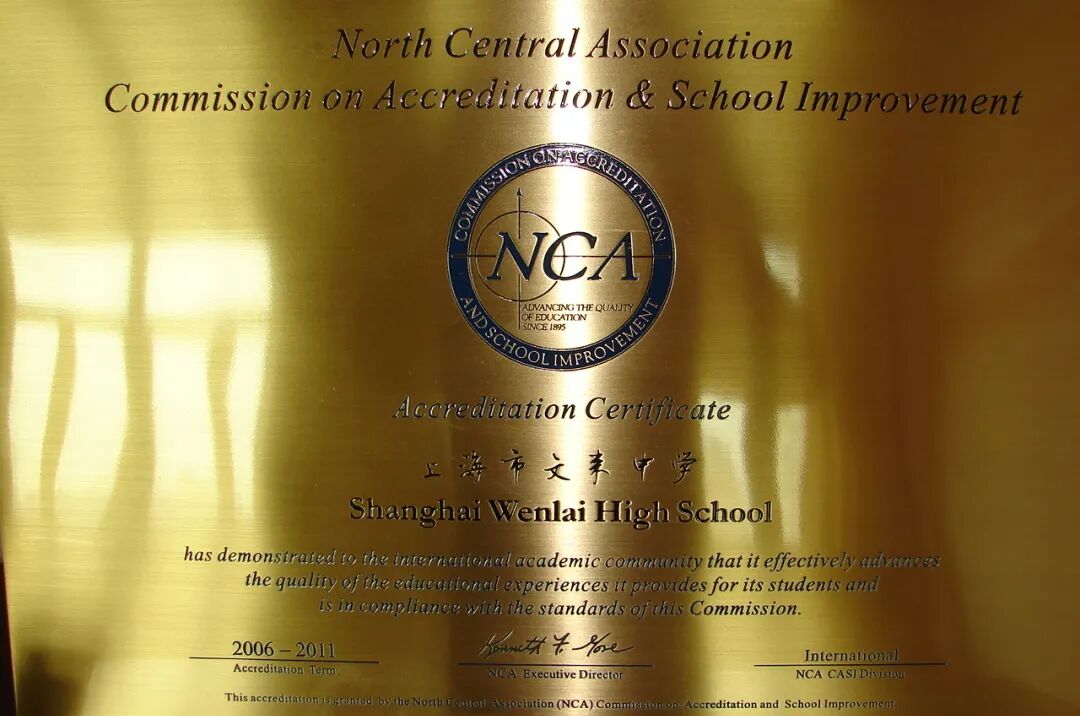 North Central Association
Commission on Accreditation & School Improvement
COMMISSION ON ACCREDITATION
NCA
ADVANCING THE QUALITY
OF EDUCATION
SINCE 1895
AND SCHOOL IMPROVEMENT
Accreditation Certificate
上海市文来中学
Shanghai Wenlai High School
has demonstrated to the international academic community that it effectively advances
the quality of the educational experiences it provides for its students and
is in compliance with the standards of this Commission.
2006 – 2011
Accreditation Term
Kenneth F. Gose
NCA Executive Director
International
NCA CASI Division
This accreditation is granted by the North Central Association (NCA) Commission on Accreditation and School Improvement